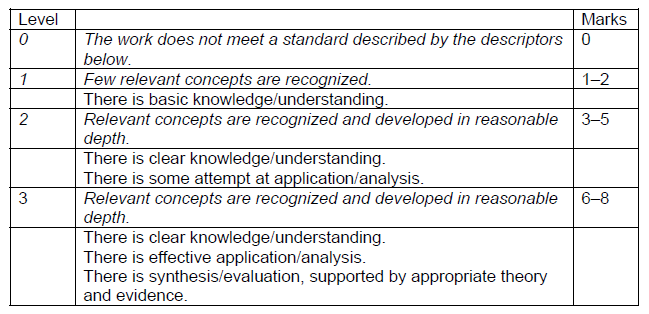 Level Marks
0 The work does not meet a standard described by the descriptors 0
below.
1 Few relevant concepts are recognized. 1–2
There is basic knowledge/understanding.
2 Relevant concepts are recognized and developed in reasonable 3–5
depth.
There is clear knowledge/understanding.
There is some attempt at application/analysis.
3 Relevant concepts are recognized and developed in reasonable 6–8
depth.
There is clear knowledge/understanding.
There is effective application/analysis.
There is synthesis/evaluation, supported by appropriate theory
and evidence.